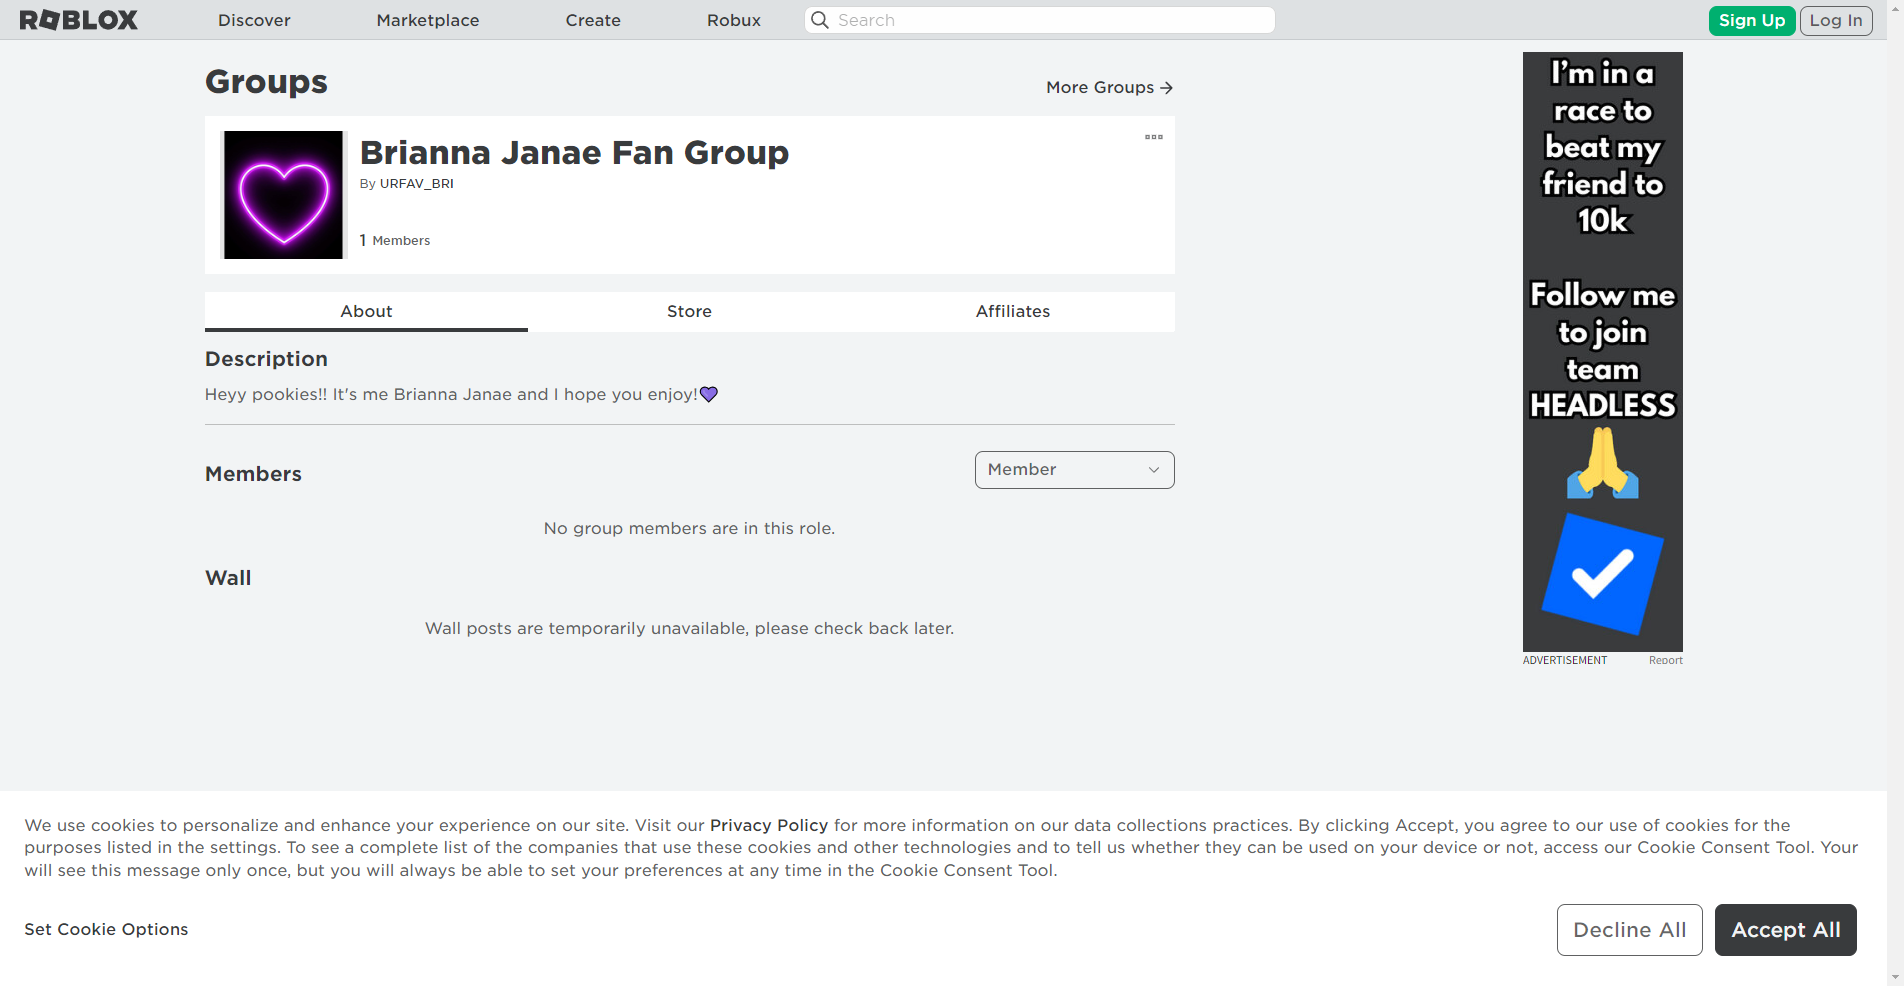 ROBLOX
Discover
Marketplace
Create
Robux
Search
Sign Up
Log In
Groups
More Groups
Brianna Janae Fan Group
By URFAV_BRI
1 Members
About
Store
Affiliates
Description
Heyy pookies!! It's me Brianna Janae and I hope you enjoy!💜
Members
Member
No group members are in this role.
Wall
Wall posts are temporarily unavailable, please check back later.
I'm in a
race to
beat my
friend to
10k
Follow me
to join
team
HEADLESS
ADVERTISEMENT
Report
We use cookies to personalize and enhance your experience on our site. Visit our Privacy Policy for more information on our data collections practices. By clicking Accept, you agree to our use of cookies for the
purposes listed in the settings. To see a complete list of the companies that use these cookies and other technologies and to tell us whether they can be used on your device or not, access our Cookie Consent Tool. Your
will see this message only once, but you will always be able to set your preferences at any time in the Cookie Consent Tool.
Set Cookie Options
Decline All
Accept All